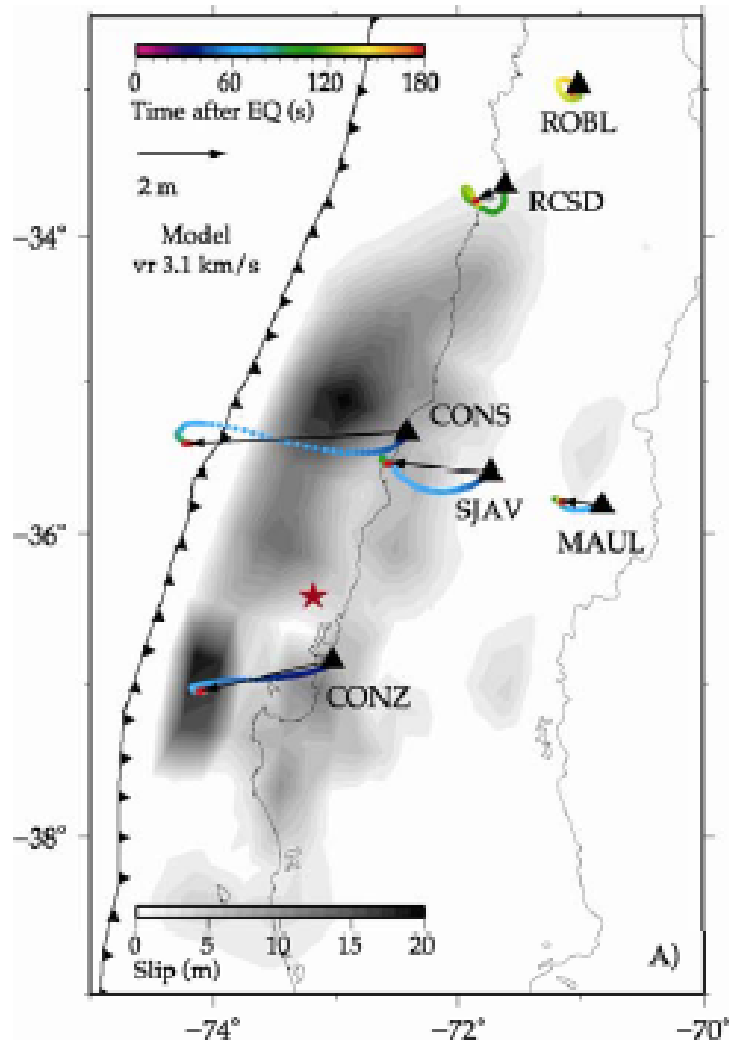 0 60 120 180
Time after EQ (s)
2 m
Model
vr 3.1 km/s
ROBL
RCSD
−34°
CONS
SJAV
MAUL
−36°
CONZ
−38°
0 5 10 15 20
Slip (m)
A)
−74° −72° −70°